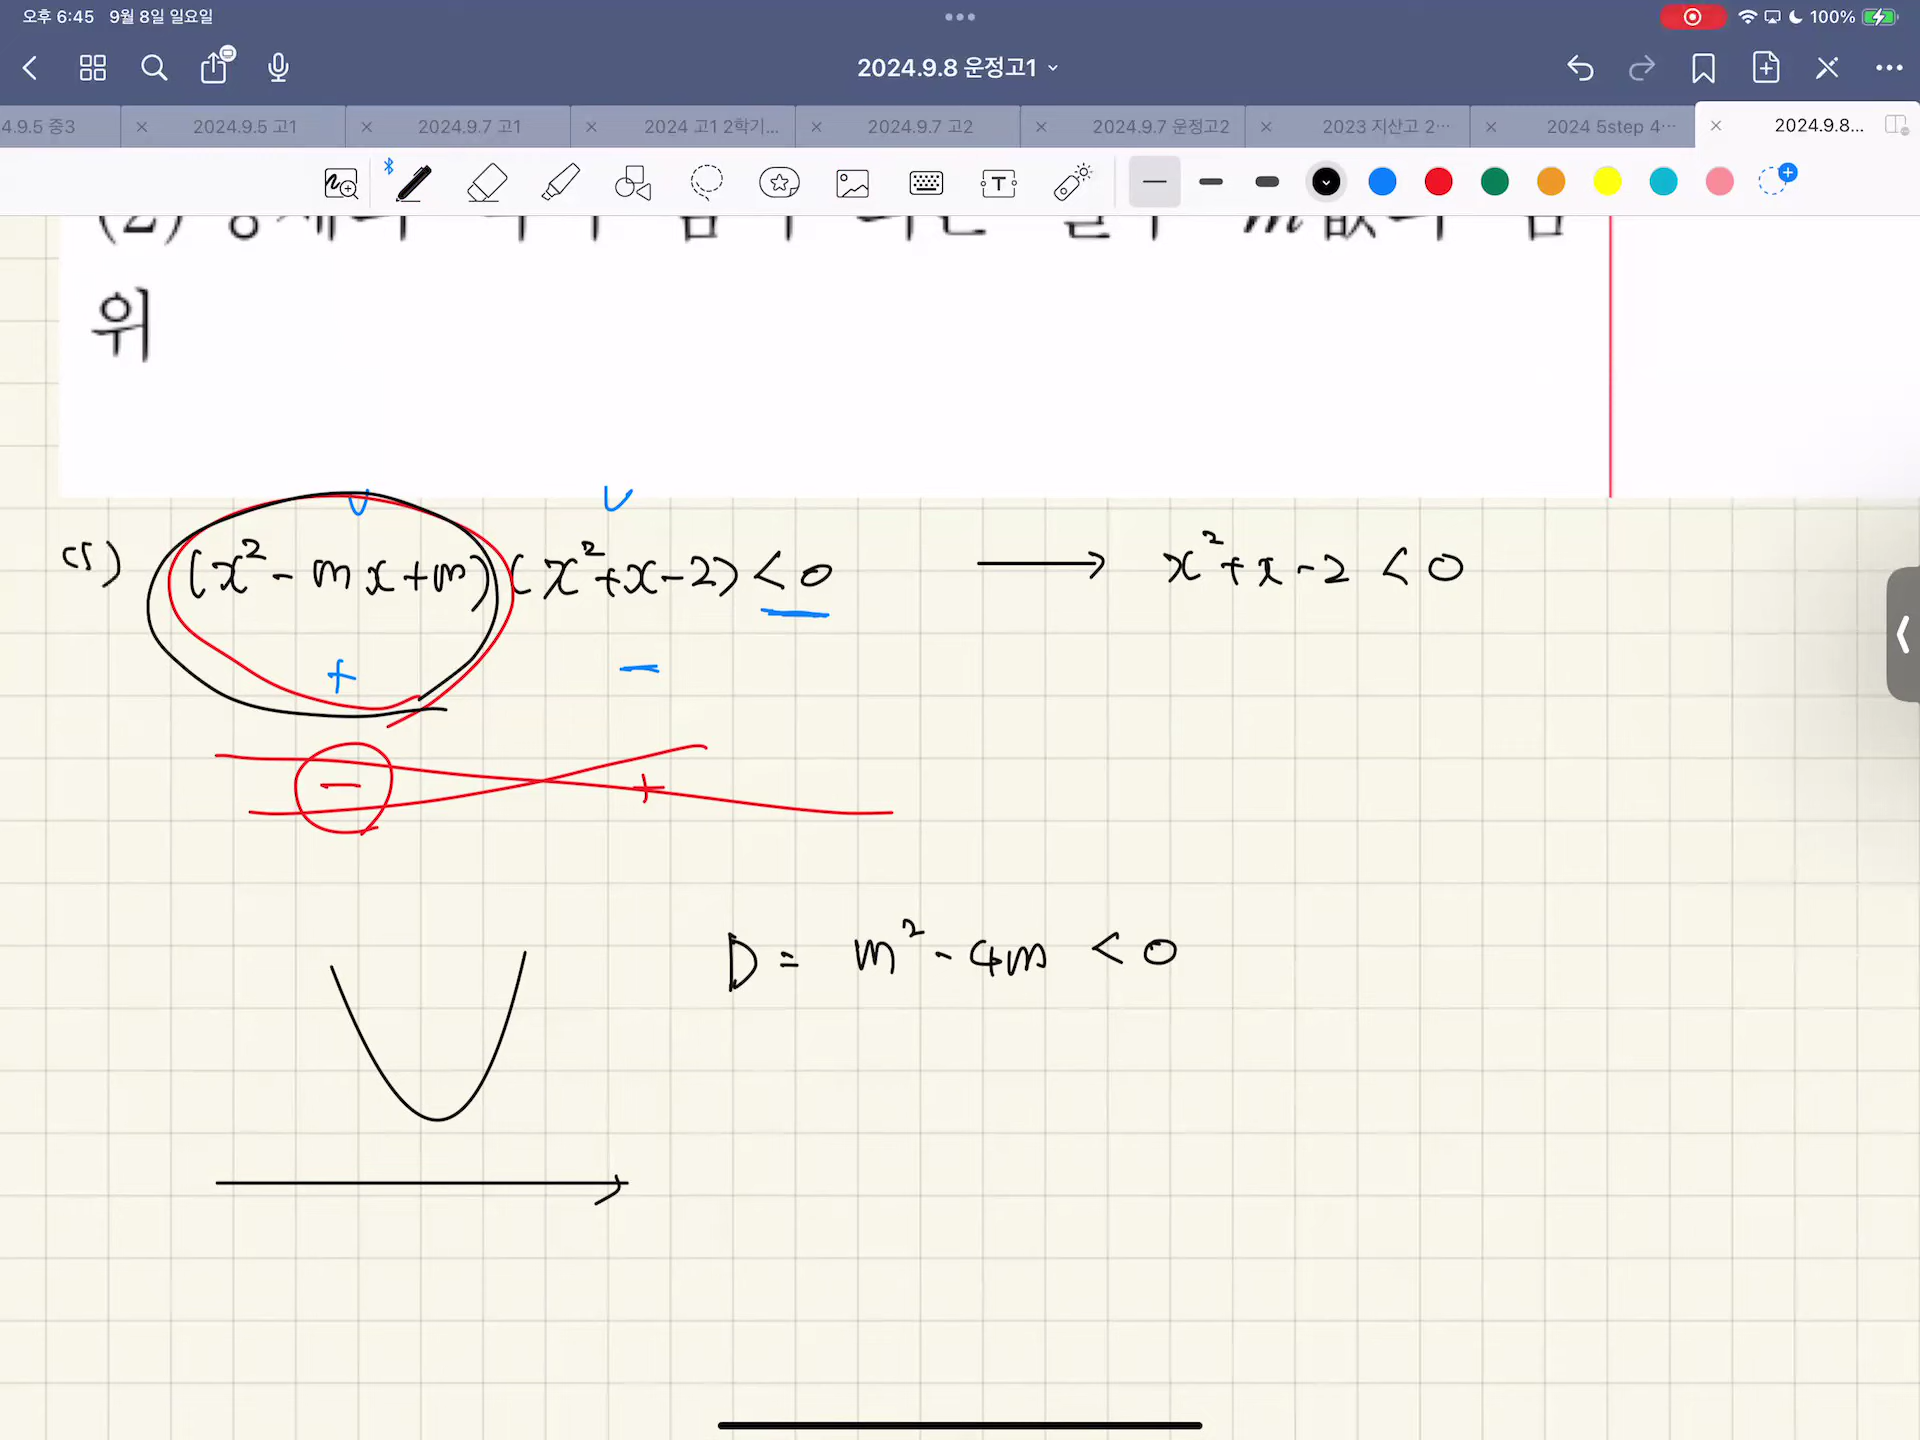 오후 6:45 9월 8일 일요일
100%
2024.9.8 운정고1
4.9.5 중3
2024.9.5 고1
2024.9.7 고1
2024 고1 2학기...
2024.9.7 고2
2024.9.7 운정고2
2023 지산고 2...
2024 5step 4...
2024.9.8...
T
위
(x² - mx + m)(x² + x - 2) < 0 ⟶ x² + x - 2 < 0
+ -
- +
D = m² - 4m < 0